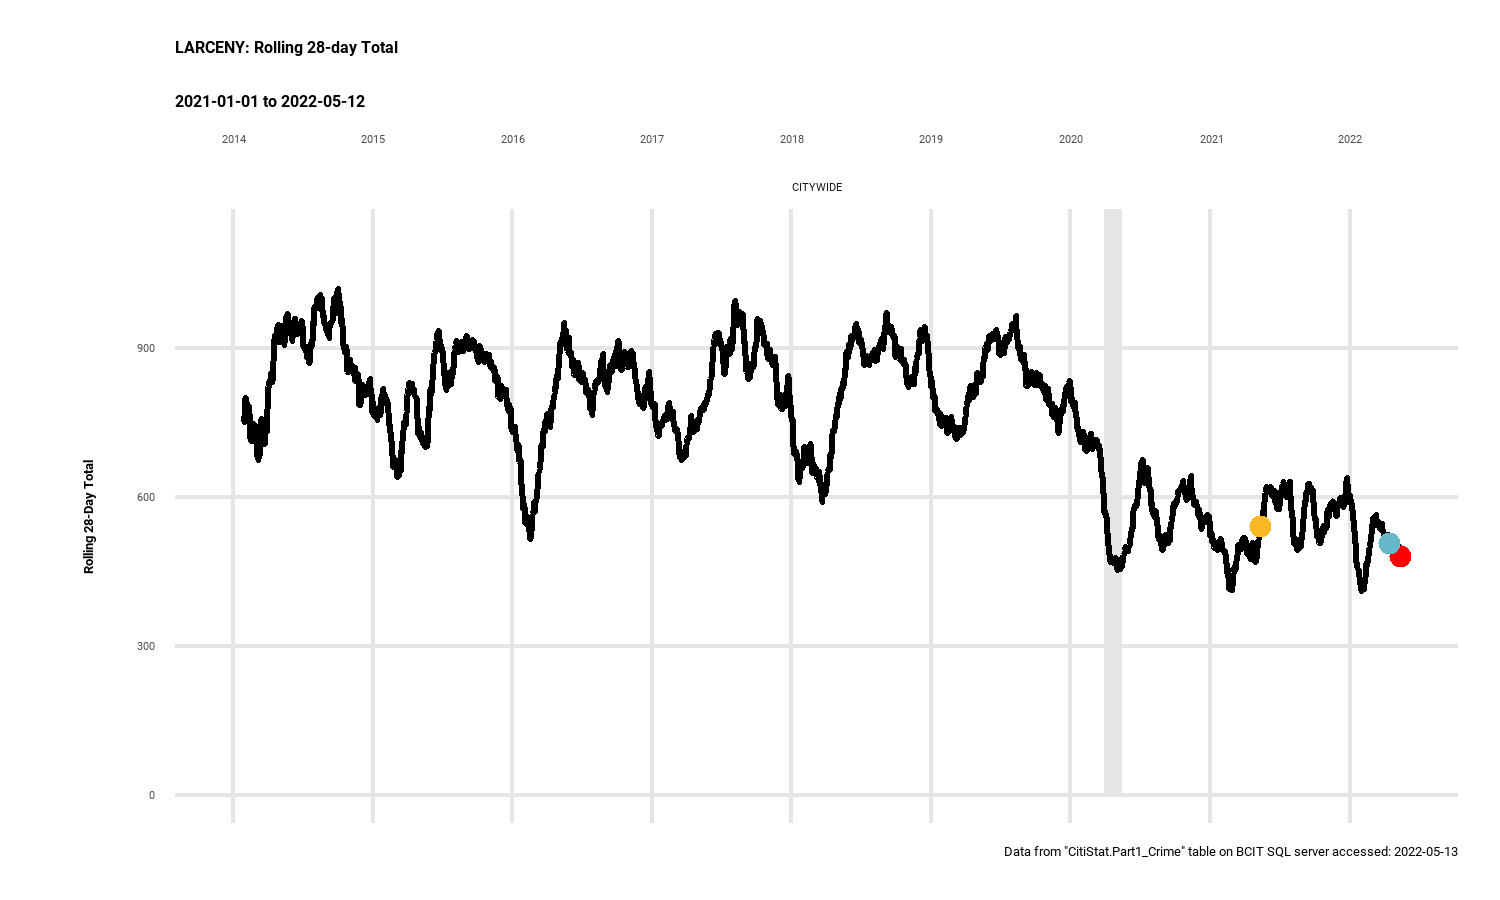 LARCENY: Rolling 28-day Total
2021-01-01 to 2022-05-12
2014 2015 2016 2017 2018 2019 2020 2021 2022
CITYWIDE
900
600
300
0
Rolling 28-Day Total
Data from "CitiStat.Part1_Crime" table on BCIT SQL server accessed: 2022-05-13